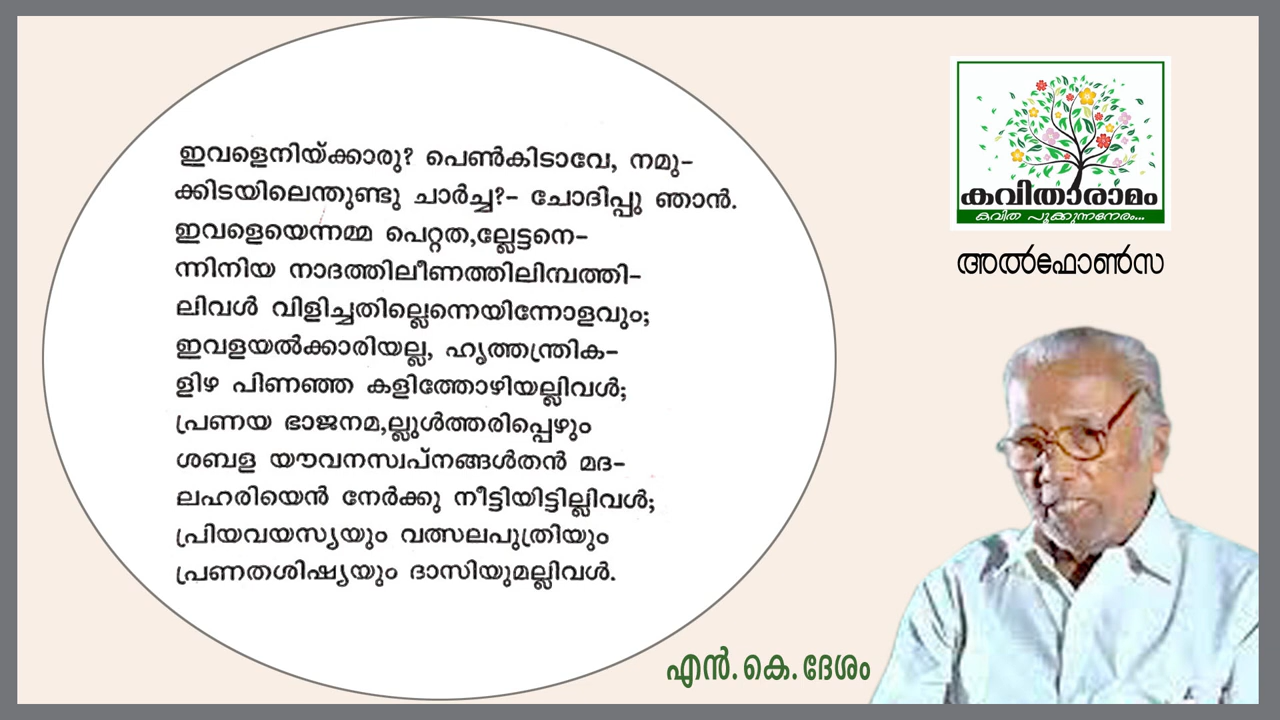 ഇവളെനിയ്ക്കാരു? പെൺകിടാവേ, നമു-
ക്കിടയിലെന്തുണ്ടു ചാർച്ച?- ചോദിപ്പു ഞാൻ.
ഇവളെയെന്നമ്മ പെറ്റത,ല്ലേട്ടനെ-
ന്നിനിയ നാദത്തിലീണത്തിലിമ്പത്തി-
ലിവൾ വിളിച്ചതില്ലെന്നെയിന്നോളവും;
ഇവളയൽക്കാരിയല്ല, ഹൃത്തന്ത്രിക-
ളിഴ പിണഞ്ഞ കളിത്തോഴിയല്ലിവൾ;
പ്രണയ ഭാജനമ,ല്ലുൾത്തരിപ്പെഴും
ശബള യൗവനസ്വപ്നങ്ങൾതൻ മദ-
ലഹരിയെൻ നേർക്കു നീട്ടിയിട്ടില്ലിവൾ;
പ്രിയവയസ്യയും വത്സലപുത്രിയും
പ്രണതശിഷ്യയും ദാസിയുമല്ലിവൾ.
കവിതാരാമം
കവിത പൂക്കുന്നനേരം...
അൽഫോൺസ
എൻ. കെ. ദേശം